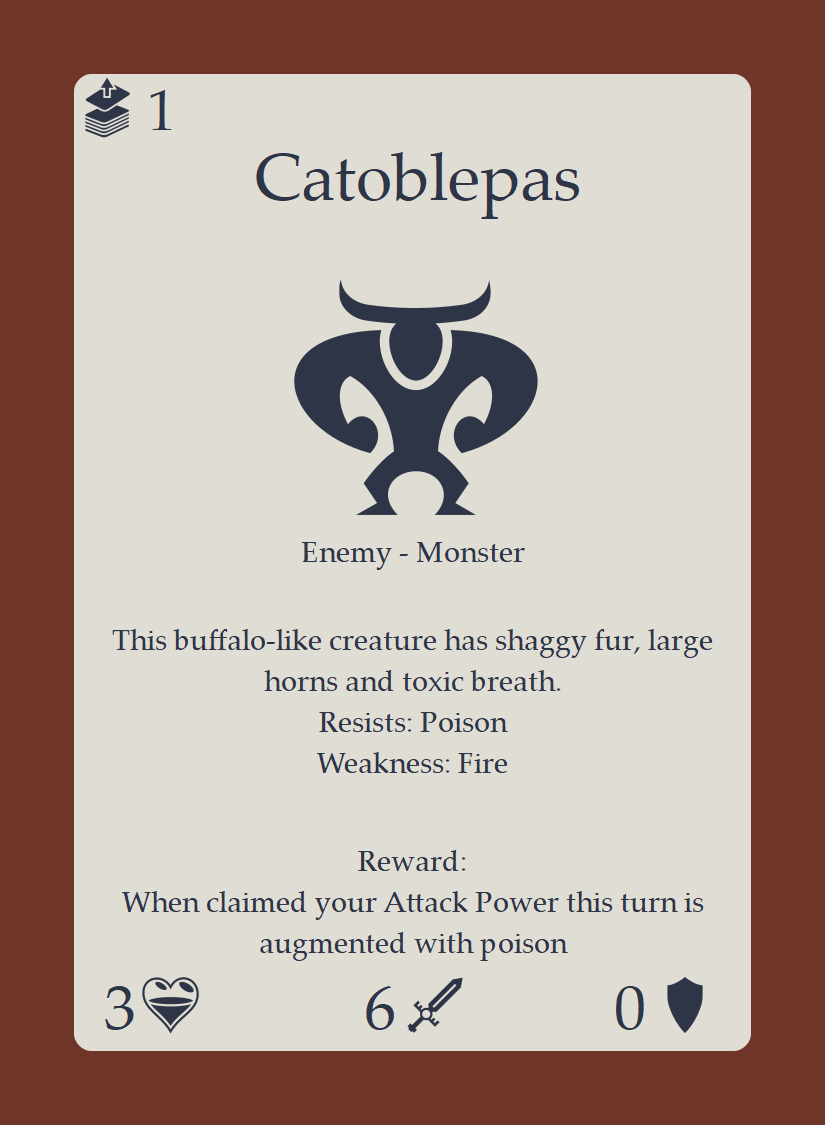 1
Catoblepas
Enemy - Monster
This buffalo-like creature has shaggy fur, large
horns and toxic breath.
Resists: Poison
Weakness: Fire
Reward:
When claimed your Attack Power this turn is
augmented with poison
3 6 0